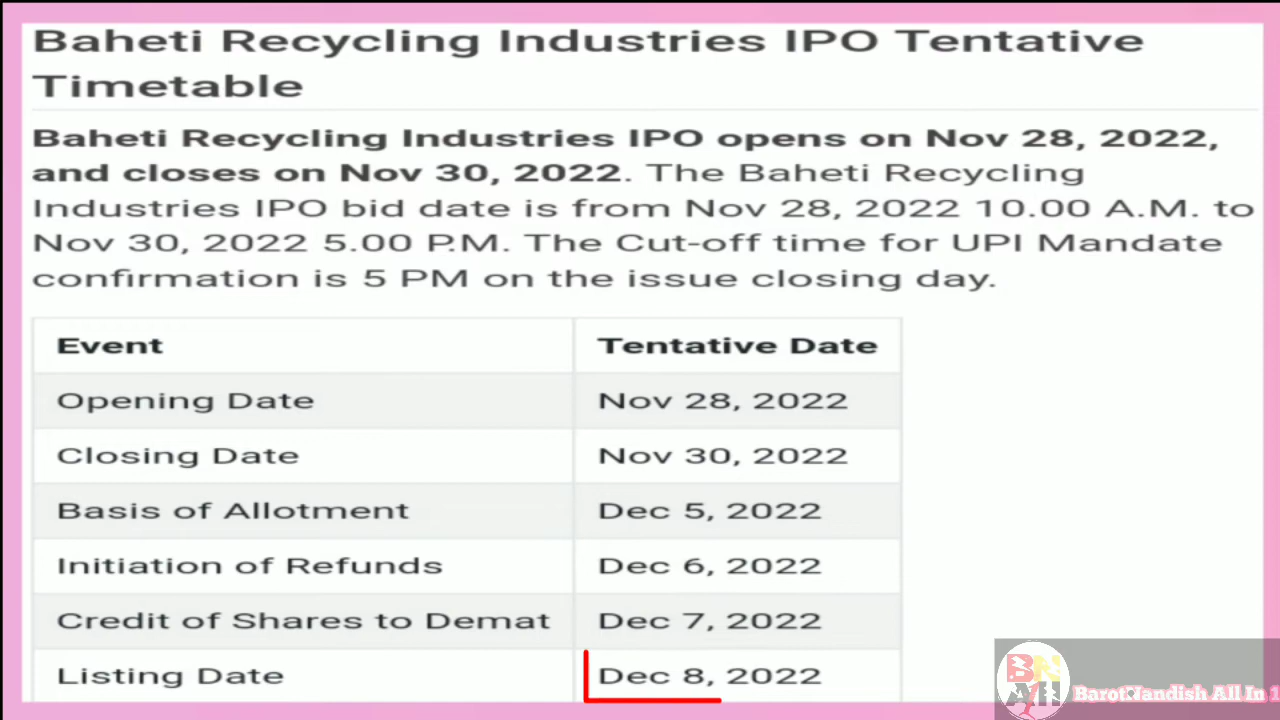 Baheti Recycling Industries IPO Tentative
Timetable
Baheti Recycling Industries IPO opens on Nov 28, 2022,
and closes on Nov 30, 2022. The Baheti Recycling
Industries IPO bid date is from Nov 28, 2022 10.00 A.M. to
Nov 30, 2022 5.00 P.M. The Cut-off time for UPI Mandate
confirmation is 5 PM on the issue closing day.
Event Tentative Date
Opening Date Nov 28, 2022
Closing Date Nov 30, 2022
Basis of Allotment Dec 5, 2022
Initiation of Refunds Dec 6, 2022
Credit of Shares to Demat Dec 7, 2022
Listing Date Dec 8, 2022
BN
BarotNandish All In 1